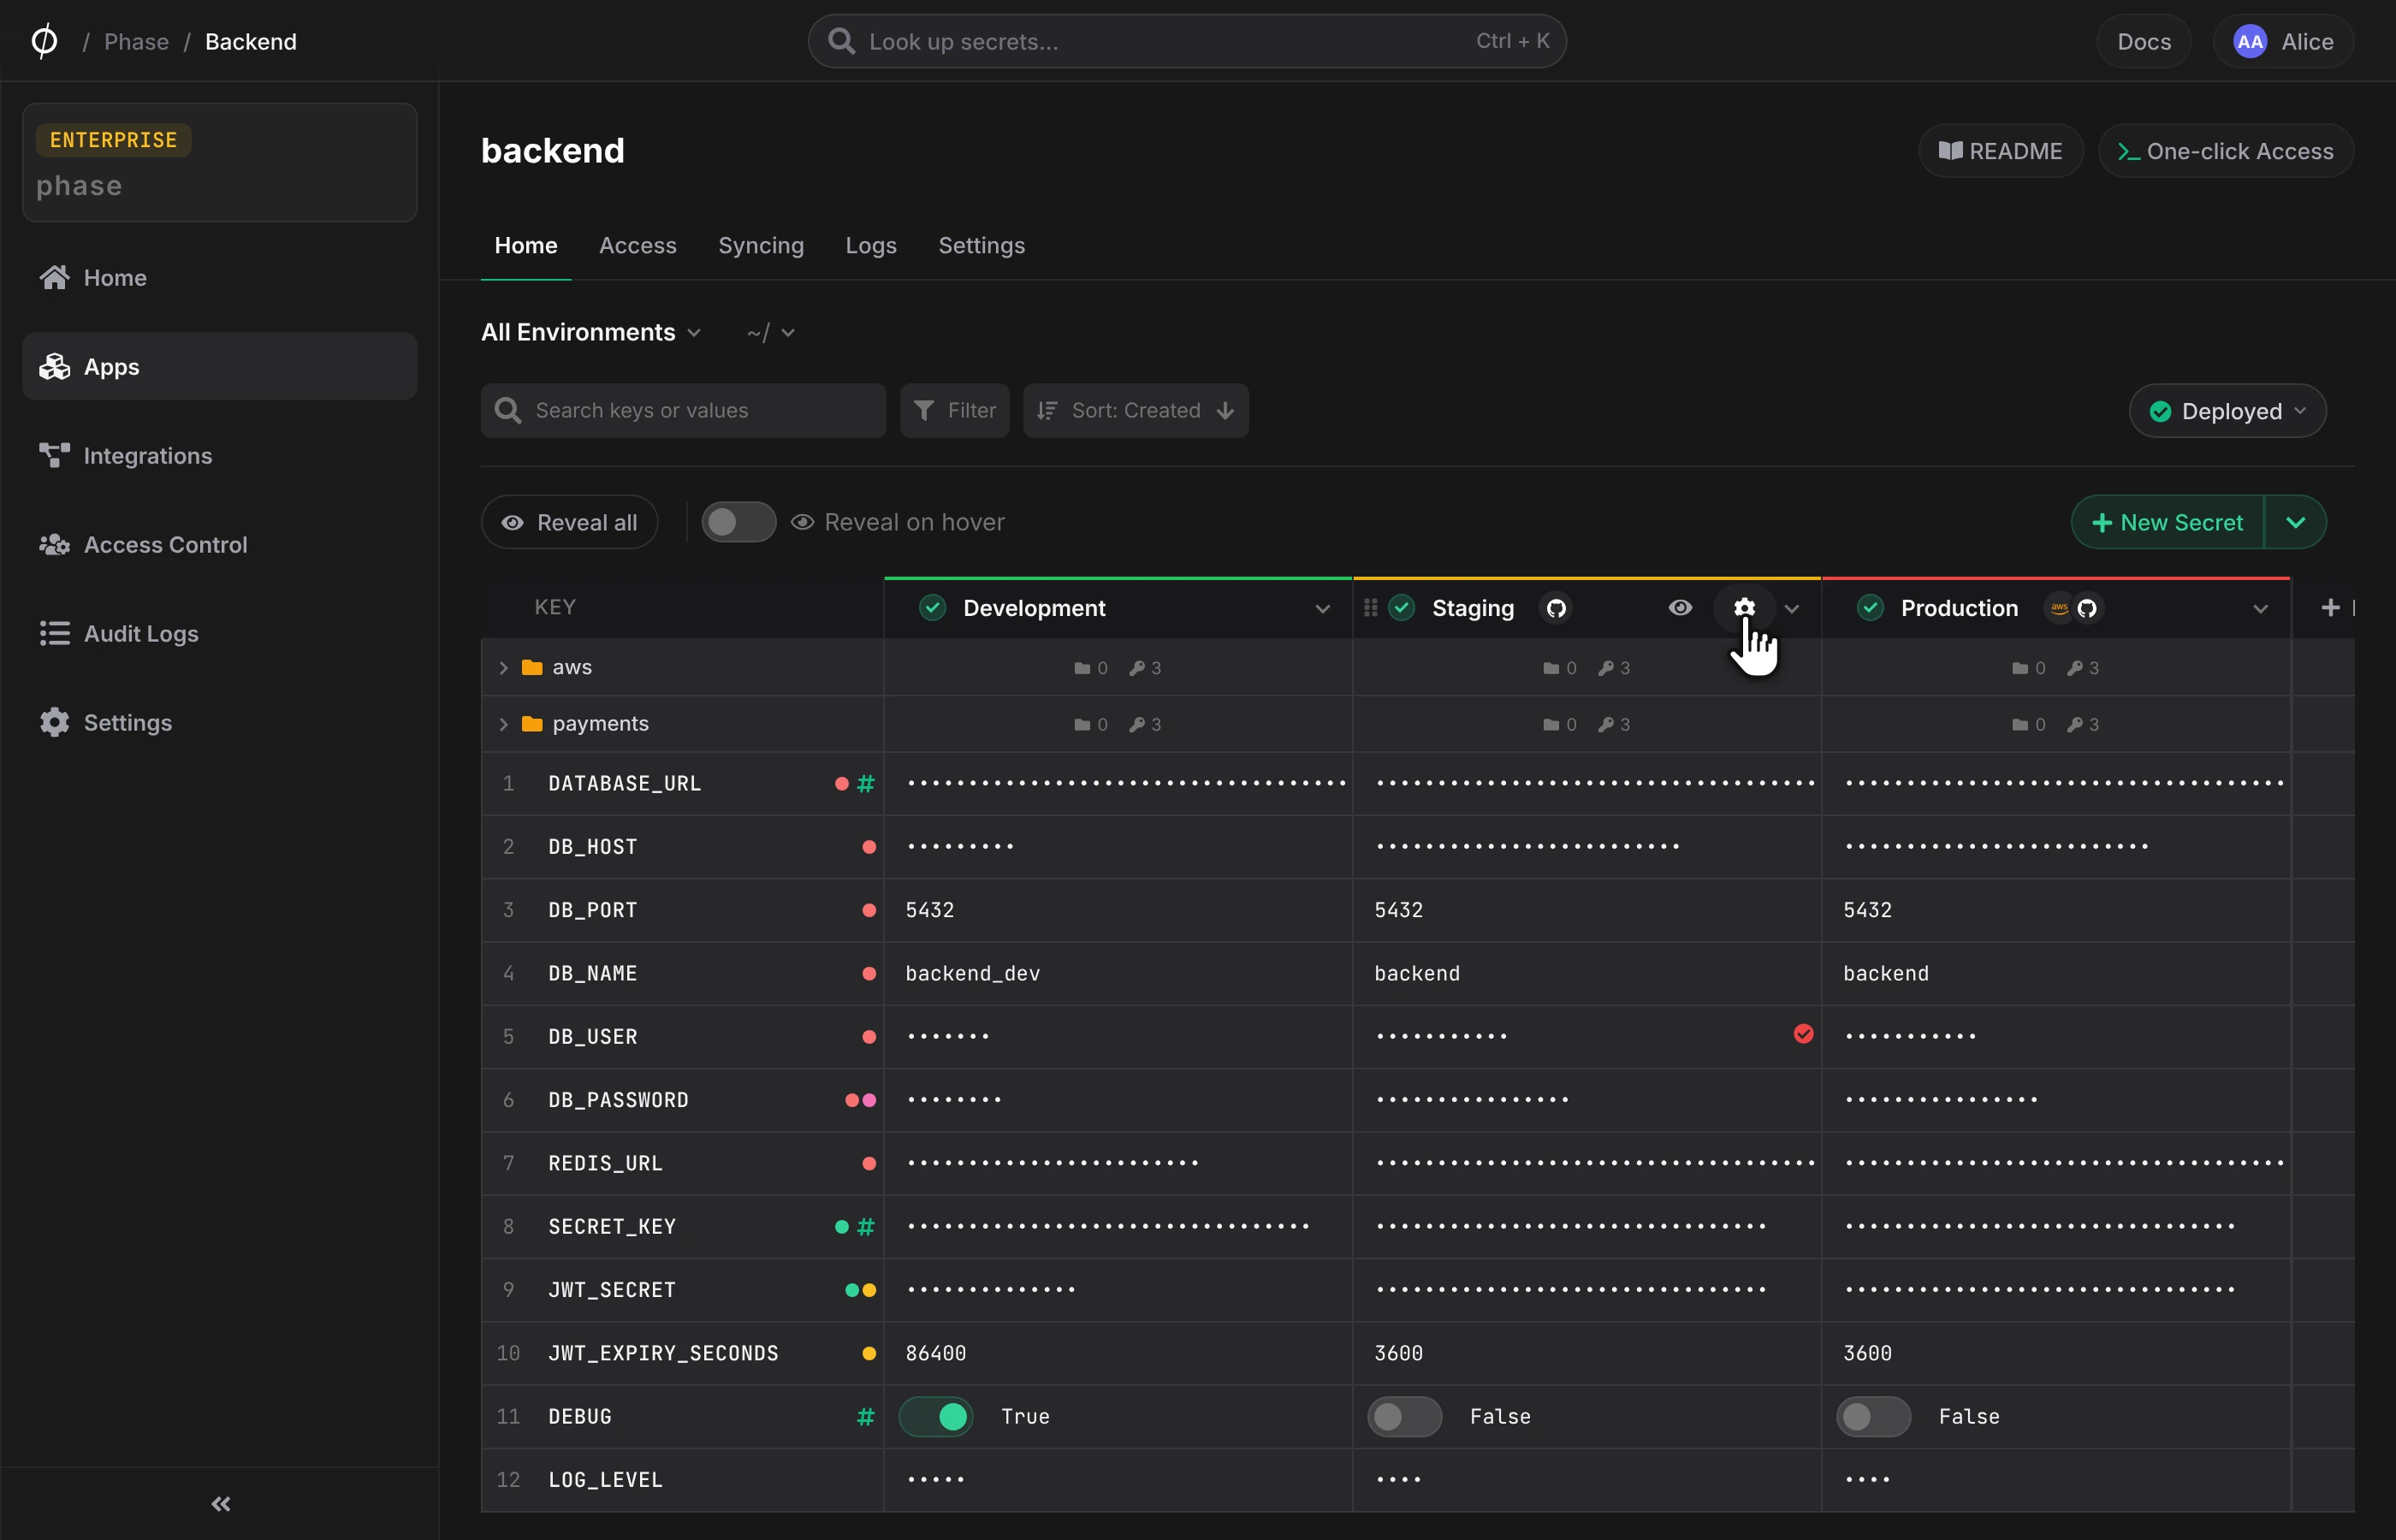 / Phase / Backend
Look up secrets...
Ctrl + K
Docs
AA
Alice
ENTERPRISE
phase
Home
Apps
Integrations
Access Control
Audit Logs
Settings
backend
README
One-click Access
Home Access Syncing Logs Settings
All Environments ~/
Search keys or values
Filter
Sort: Created
Deployed
Reveal all
Reveal on hover
New Secret
KEY Development Staging Production aws
aws 0 3 0 3 0 3
payments 0 3 0 3 0 3
1 DATABASE_URL #
2 DB_HOST
3 DB_PORT 5432 5432 5432
4 DB_NAME backend_dev backend backend
5 DB_USER
6 DB_PASSWORD
7 REDIS_URL
8 SECRET_KEY #
9 JWT_SECRET
10 JWT_EXPIRY_SECONDS 86400 3600 3600
11 DEBUG # True False False
12 LOG_LEVEL